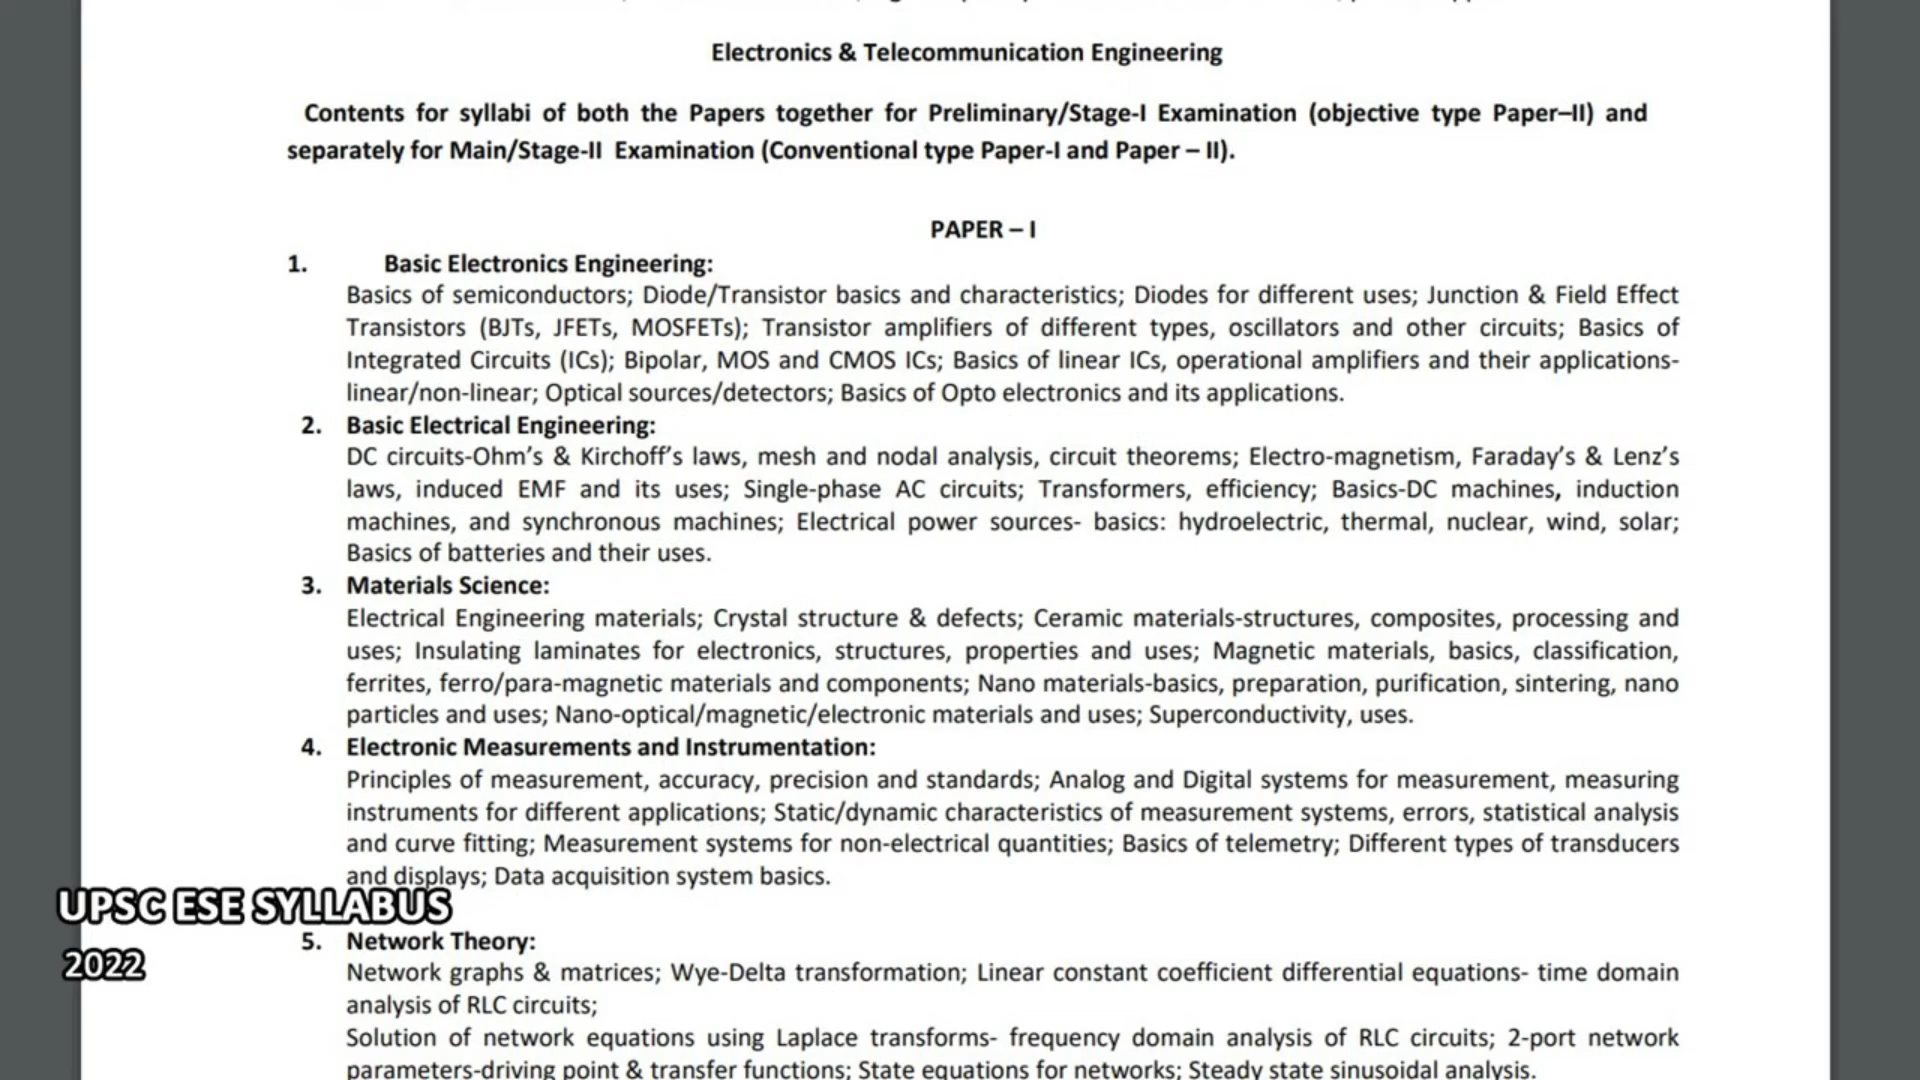 Electronics & Telecommunication Engineering
Contents for syllabi of both the Papers together for Preliminary/Stage-I Examination (objective type Paper–II) and
separately for Main/Stage-II Examination (Conventional type Paper-I and Paper – II).
PAPER – I
1. Basic Electronics Engineering:
Basics of semiconductors; Diode/Transistor basics and characteristics; Diodes for different uses; Junction & Field Effect
Transistors (BJTs, JFETs, MOSFETs); Transistor amplifiers of different types, oscillators and other circuits; Basics of
Integrated Circuits (ICs); Bipolar, MOS and CMOS ICs; Basics of linear ICs, operational amplifiers and their applications-
linear/non-linear; Optical sources/detectors; Basics of Opto electronics and its applications.
2. Basic Electrical Engineering:
DC circuits-Ohm’s & Kirchoff’s laws, mesh and nodal analysis, circuit theorems; Electro-magnetism, Faraday’s & Lenz’s
laws, induced EMF and its uses; Single-phase AC circuits; Transformers, efficiency; Basics-DC machines, induction
machines, and synchronous machines; Electrical power sources- basics: hydroelectric, thermal, nuclear, wind, solar;
Basics of batteries and their uses.
3. Materials Science:
Electrical Engineering materials; Crystal structure & defects; Ceramic materials-structures, composites, processing and
uses; Insulating laminates for electronics, structures, properties and uses; Magnetic materials, basics, classification,
ferrites, ferro/para-magnetic materials and components; Nano materials-basics, preparation, purification, sintering, nano
particles and uses; Nano-optical/magnetic/electronic materials and uses; Superconductivity, uses.
4. Electronic Measurements and Instrumentation:
Principles of measurement, accuracy, precision and standards; Analog and Digital systems for measurement, measuring
instruments for different applications; Static/dynamic characteristics of measurement systems, errors, statistical analysis
and curve fitting; Measurement systems for non-electrical quantities; Basics of telemetry; Different types of transducers
and displays; Data acquisition system basics.
UPSC ESE SYLLABUS
2022
5. Network Theory:
Network graphs & matrices; Wye-Delta transformation; Linear constant coefficient differential equations- time domain
analysis of RLC circuits;
Solution of network equations using Laplace transforms- frequency domain analysis of RLC circuits; 2-port network
parameters-driving point & transfer functions; State equations for networks; Steady state sinusoidal analysis.